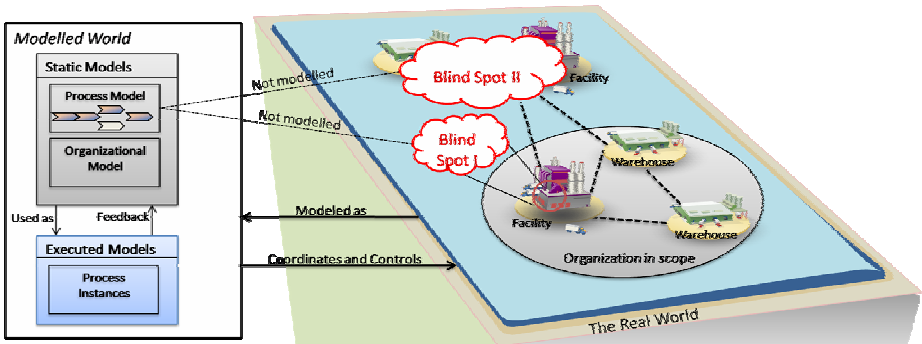 Modelled World
Static Models
Process Model
Organizational
Model
Used as
Feedback
Executed Models
Process
Instances
Not modelled
Not modelled
Modeled as
Coordinates and Controls
Blind Spot II
Facility
Blind
Spot I
Warehouse
Facility
Warehouse
Organization in scope
The Real World